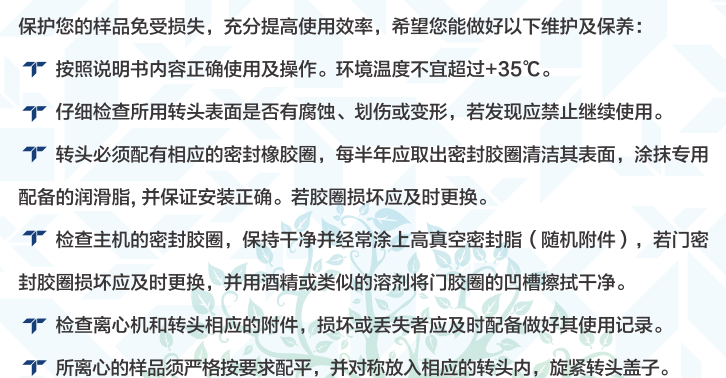 保护您的样品免受损失，充分提高使用效率，希望您能做好以下维护及保养：
按照说明书内容正确使用及操作。环境温度不宜超过+35℃。
仔细检查所用转头表面是否有腐蚀、划伤或变形，若发现应禁止继续使用。
转头必须配有相应的密封橡胶圈，每半年应取出密封胶圈清洁其表面，涂抹专用
配备的润滑脂，并保证安装正确。若胶圈损坏应及时更换。
检查主机的密封胶圈，保持干净并经常涂上高真空密封脂（随机附件），若门密
封胶圈损坏应及时更换，并用酒精或类似的溶剂将门胶圈的凹槽擦拭干净。
检查离心机和转头相应的附件，损坏或丢失者应及时配备做好其使用记录。
所离心的样品须严格按要求配平，并对称放入相应的转头内，旋紧转头盖子。